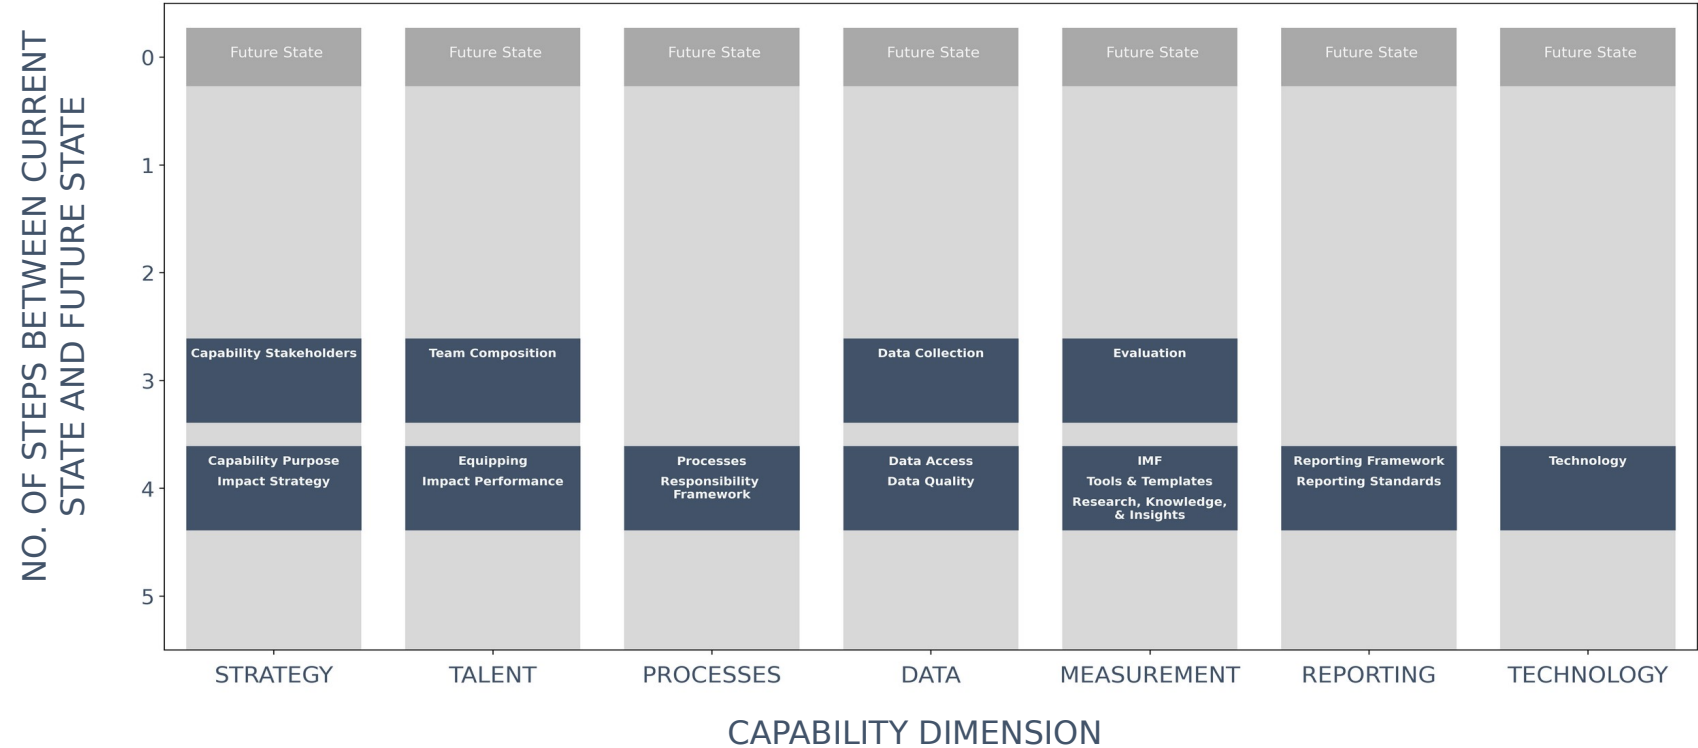 NO. OF STEPS BETWEEN CURRENT
STATE AND FUTURE STATE
0
1
2
3
4
5
Future State
Future State
Future State
Future State
Future State
Future State
Future State
Capability Stakeholders
Team Composition
Data Collection
Evaluation
Capability Purpose
Impact Strategy
Equipping
Impact Performance
Processes
Responsibility
Framework
Data Access
Data Quality
IMF
Tools & Templates
Research, Knowledge,
& Insights
Reporting Framework
Reporting Standards
Technology
STRATEGY
TALENT
PROCESSES
DATA
MEASUREMENT
REPORTING
TECHNOLOGY
CAPABILITY DIMENSION